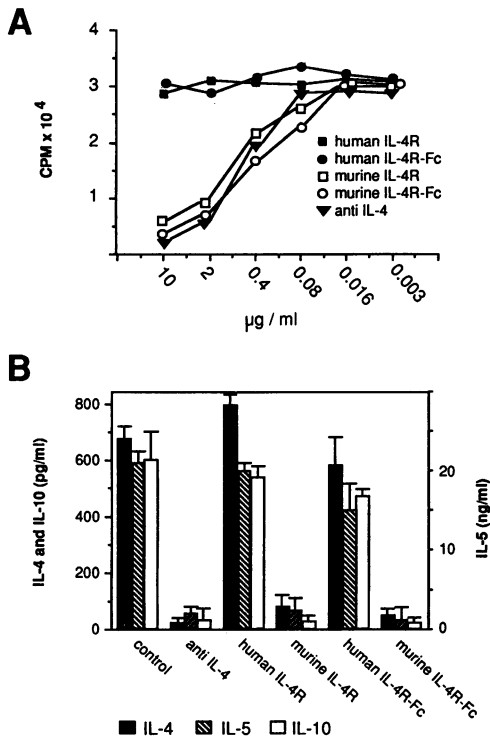 A
4
3
2
1
CPM x 10⁴
human IL-4R
human IL-4R-Fc
murine IL-4R
murine IL-4R-Fc
anti IL-4
10
2
0.4
0.08
0.016
0.003
µg / ml
B
800
600
400
200
0
IL-4 and IL-10 (pg/ml)
20
10
0
IL-5 (ng/ml)
control
anti IL-4
human IL-4R
murine IL-4R
human IL-4R-Fc
murine IL-4R-Fc
IL-4 IL-5 IL-10